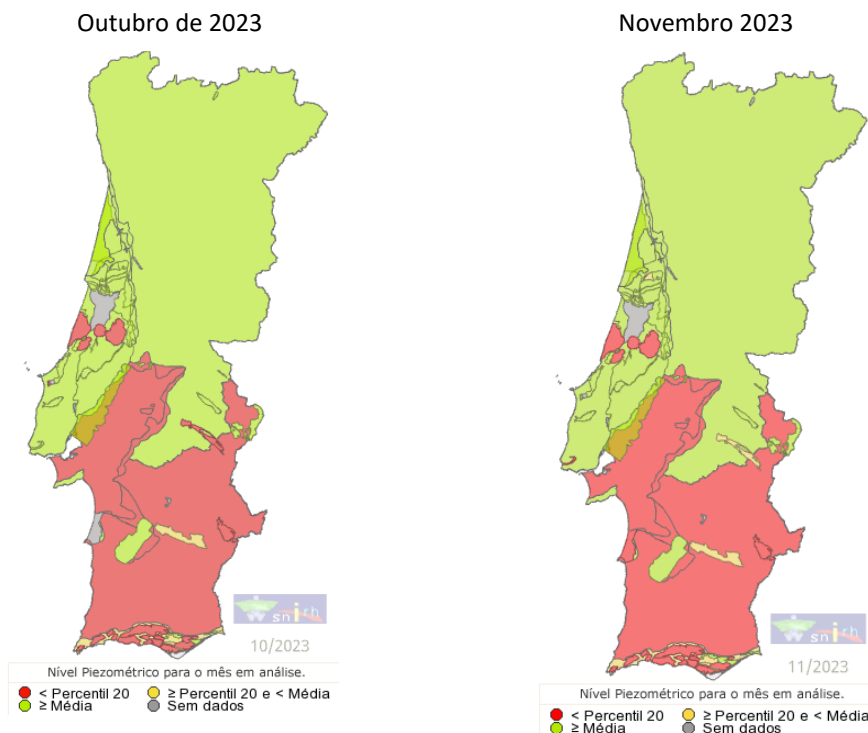 Outubro de 2023
snirh
10/2023
Nível Piezométrico para o mês em análise.
< Percentil 20
≥ Percentil 20 e < Média
≥ Média
Sem dados
Novembro 2023
snirh
11/2023
Nível Piezométrico para o mês em análise.
< Percentil 20
≥ Percentil 20 e < Média
≥ Média
Sem dados